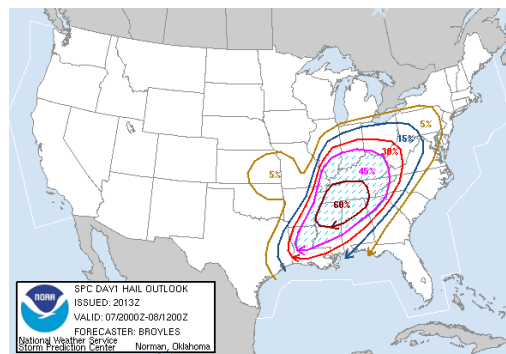 5%
15%
30%
45%
5%
60%
SPC DAY1 HAIL OUTLOOK
ISSUED: 2013Z
VALID: 07/2000Z-08/1200Z
FORECASTER: BROYLES
National Weather Service
Storm Prediction Center Norman, Oklahoma
NOAA